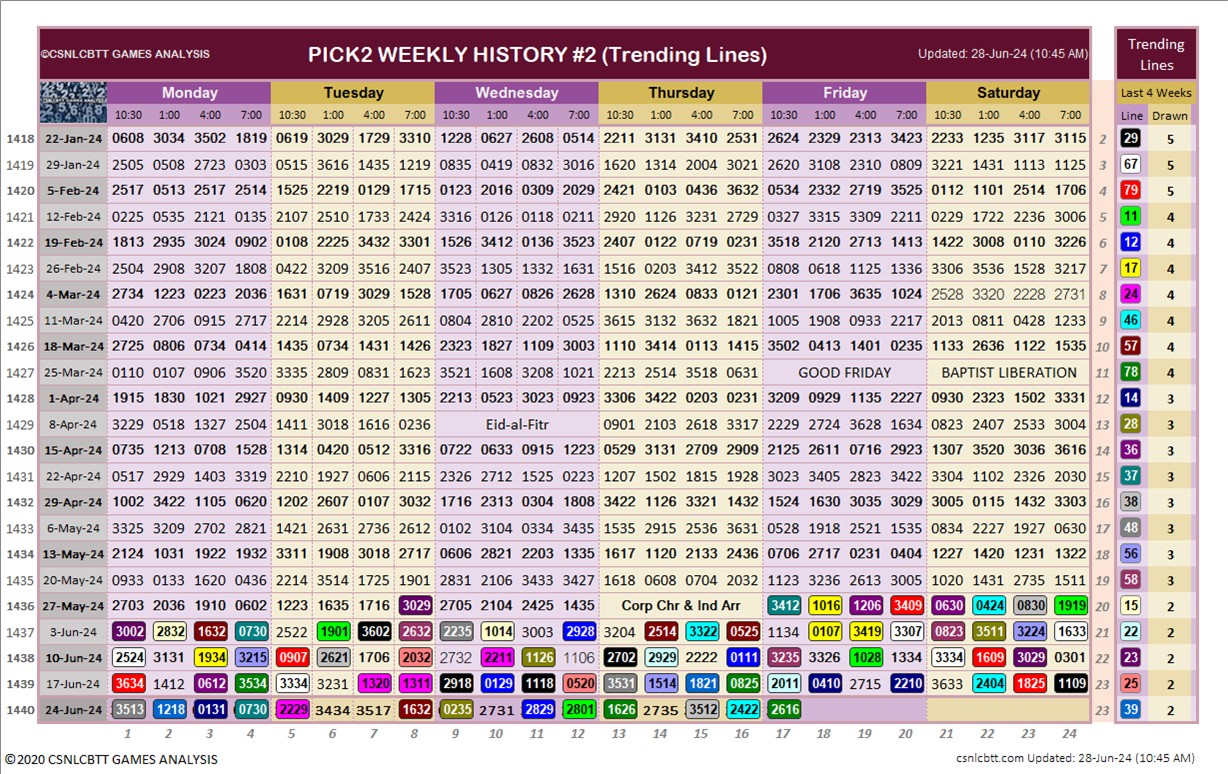 ©CSNLCBTT GAMES ANALYSIS PICK2 WEEKLY HISTORY #2 (Trending Lines) Updated: 28-Jun-24 (10:45 AM) Trending Lines
Monday Tuesday Wednesday Thursday Friday Saturday Last 4 Weeks
10:30 1:00 4:00 7:00 10:30 1:00 4:00 7:00 10:30 1:00 4:00 7:00 10:30 1:00 4:00 7:00 10:30 1:00 4:00 7:00 10:30 1:00 4:00 7:00 Line Drawn
1418 22-Jan-24 0608 3034 3502 1819 0619 3029 1729 3310 1228 0627 2608 0514 2211 3131 3410 2531 2624 2329 2313 3423 2233 1235 3117 3115 2 29 5
1419 29-Jan-24 2505 0508 2723 0303 0515 3616 1435 1219 0835 0419 0832 3016 1620 1314 2004 3021 2620 3108 2310 0809 3221 1431 1113 1125 3 67 5
1420 5-Feb-24 2517 0513 2517 2514 1525 2219 0129 1715 0123 2016 0309 2029 2421 0103 0436 3632 0534 2332 2719 3525 0112 1101 2514 1706 4 79 5
1421 12-Feb-24 0225 0535 2121 0135 2107 2510 1733 2424 3316 0126 0118 0211 2920 1126 3231 2729 0327 3315 3309 2211 0229 1722 2236 3006 5 11 4
1422 19-Feb-24 1813 2935 3024 0902 0108 2225 3432 3301 1526 3412 0136 3523 2407 0122 0719 0231 3518 2120 2713 1413 1422 3008 0110 3226 6 12 4
1423 26-Feb-24 2504 2908 3207 1808 0422 3209 3516 2407 3523 1305 1332 1631 1516 0203 3412 3522 0808 0618 1125 1336 3306 3536 1528 3217 7 17 4
1424 4-Mar-24 2734 1223 0223 2036 1631 0719 3029 1523 1705 0627 0826 2628 1310 2624 0833 0121 2301 1706 3635 1024 2528 3320 2228 2731 8 24 4
1425 11-Mar-24 0420 2706 0915 2717 2214 2928 3205 2611 0804 2810 2202 0525 3615 3132 3632 1821 1005 1908 0933 2217 2013 0811 0428 1233 9 46 4
1426 18-Mar-24 2725 0806 0734 0414 1435 0734 1431 1426 2323 1827 1109 3003 1110 3414 0113 1415 3502 0413 1401 0235 1133 2636 1122 1535 10 57 4
1427 25-Mar-24 0110 0107 0906 3520 3335 2809 0831 1623 3521 1608 3208 1021 2213 2514 3518 0631 GOOD FRIDAY BAPTIST LIBERATION 11 78 4
1428 1-Apr-24 1915 1830 1021 2927 0930 1409 1227 1305 2213 0523 3023 0923 3306 3422 0203 0231 3209 0929 1135 2227 0930 2323 1502 3331 12 14 3
1429 8-Apr-24 3229 0518 1327 2504 1411 3018 1616 0236 Eid-al-Fitr 0901 2103 2618 3317 2229 2724 3628 1634 0823 2407 2533 3004 13 28 3
1430 15-Apr-24 0735 1213 0708 1528 1314 0420 0512 3316 0722 0633 0915 1223 0529 3131 2709 2909 2125 2611 0716 2923 1307 3520 3036 3616 14 36 3
1431 22-Apr-24 0517 2929 1403 3319 2210 1927 0606 2113 2326 2711 1525 0223 1207 1502 2815 1928 3023 3405 2823 3422 3304 1102 2326 2030 15 37 3
1432 29-Apr-24 1002 3422 1105 0620 1202 2607 0107 3032 1716 2313 0304 1808 3422 1126 3321 1432 1524 1630 3035 3029 3005 0115 1432 3303 16 38 3
1433 6-May-24 3325 3209 2702 2821 1421 2631 2736 2612 0102 3104 0334 3435 1535 2915 2536 3631 0528 1918 2521 1535 0834 2227 1927 0630 17 48 3
1434 13-May-24 2124 1031 1922 1932 3311 1908 3018 2717 0606 2821 2203 1335 1617 1120 2133 2436 0706 2717 0231 0404 1227 1420 1231 1322 18 56 3
1435 20-May-24 0933 0133 1620 0436 2214 3514 1725 1901 2831 2106 3433 3427 1618 0608 0704 2032 1123 3236 2613 3005 1020 1431 2735 1511 19 58 3
1436 27-May-24 2703 2036 1910 0602 1223 1635 1716 3029 2705 2104 2425 1435 Corp Chr & Ind Arr 3412 1016 1206 3409 0630 0424 0830 1919 20 15 2
1437 3-Jun-24 3002 2832 1632 0730 2522 1901 3602 2632 2235 1014 3003 2928 3204 2514 3322 0525 1134 0107 3419 3307 0823 3511 3224 1633 21 22 2
1438 10-Jun-24 2524 3131 1934 3215 0907 2621 1706 2032 2732 2211 1126 1106 2702 2929 2222 0111 3235 3326 1028 1334 3334 1609 3029 0301 22 23 2
1439 17-Jun-24 3634 1412 0612 3534 3334 3231 1320 1311 2918 0129 1118 0520 3531 1514 1821 0825 2011 0410 2715 2210 3633 2404 1825 1109 23 25 2
1440 24-Jun-24 3513 1218 0131 0730 2229 3434 3517 1632 0235 2731 2829 2801 1626 2735 3512 2422 2616 23 39 2
1 2 3 4 5 6 7 8 9 10 11 12 13 14 15 16 17 18 19 20 21 22 23 24
©2020 CSNLCBTT GAMES ANALYSIS csnlcbtt.com Updated: 28-Jun-24 (10:45 AM)